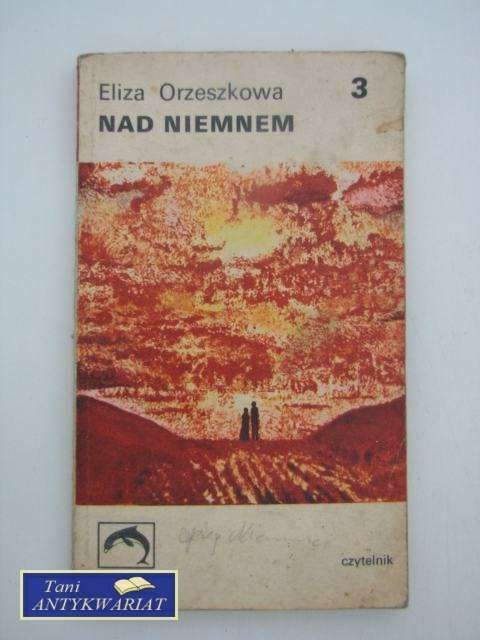 Eliza Orzeszkowa 3
NAD NIEMNEM
czytelnik
Tani
ANTYKWARIAT